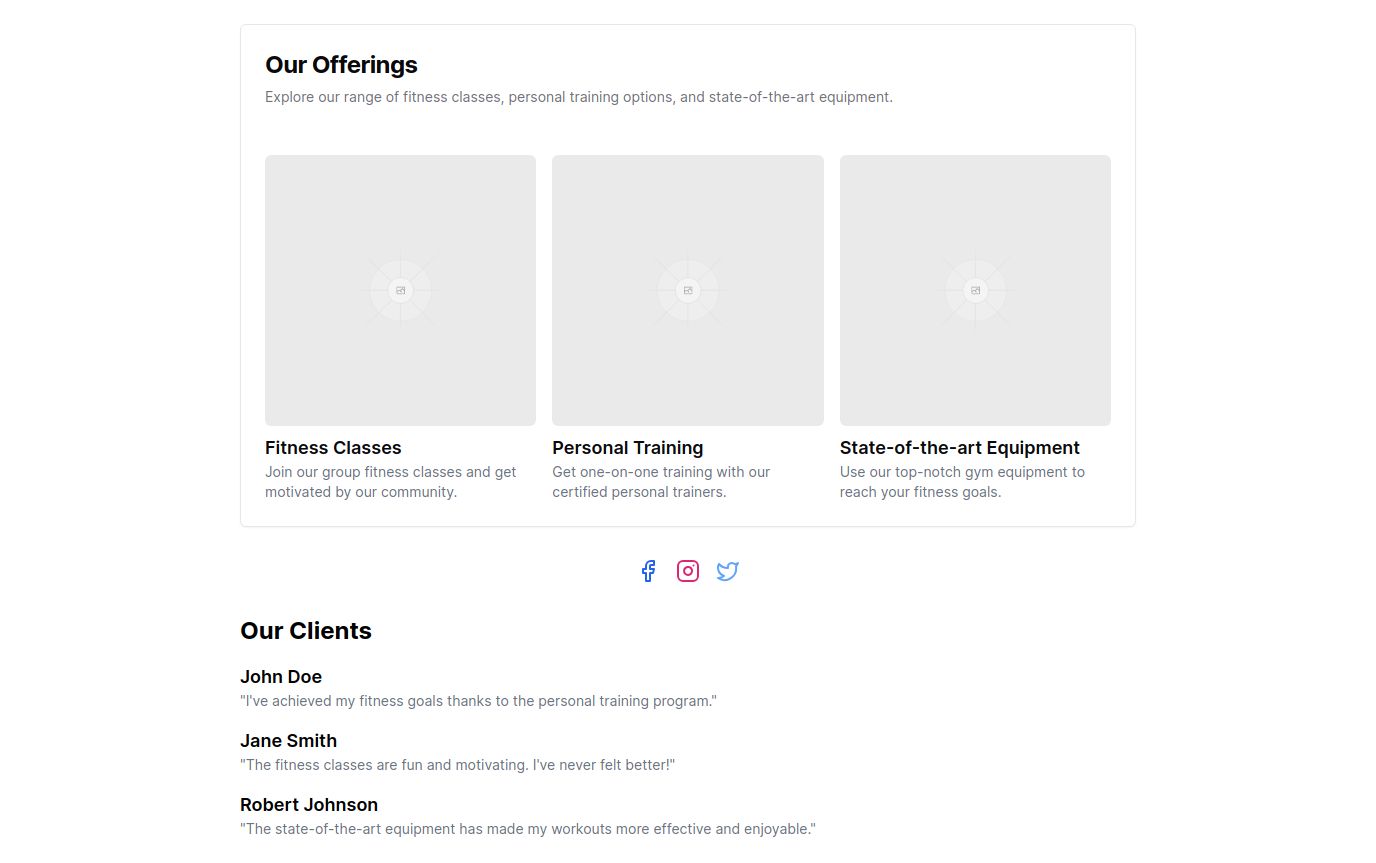 Our Offerings
Explore our range of fitness classes, personal training options, and state-of-the-art equipment.
Fitness Classes
Join our group fitness classes and get
motivated by our community.
Personal Training
Get one-on-one training with our
certified personal trainers.
State-of-the-art Equipment
Use our top-notch gym equipment to
reach your fitness goals.
Our Clients
John Doe
"I've achieved my fitness goals thanks to the personal training program."
Jane Smith
"The fitness classes are fun and motivating. I've never felt better!"
Robert Johnson
"The state-of-the-art equipment has made my workouts more effective and enjoyable."